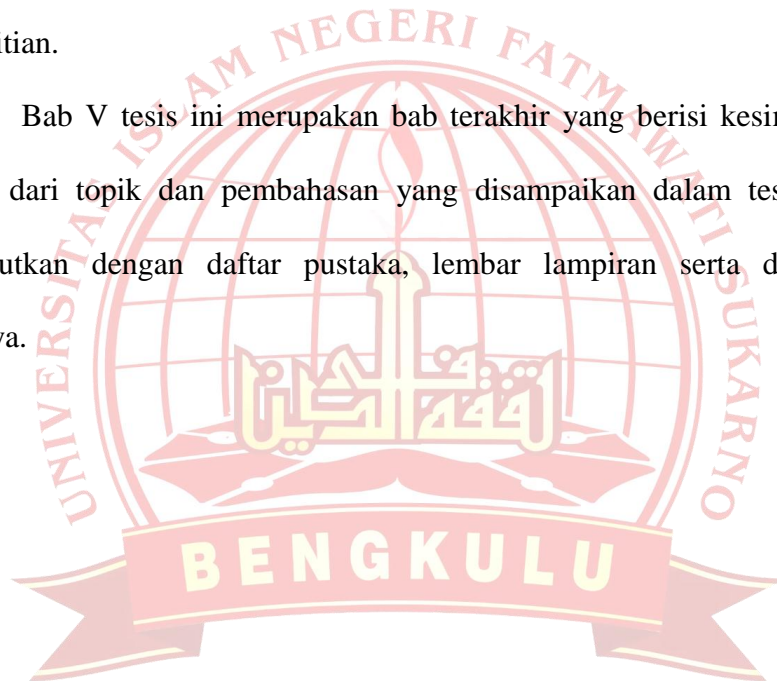 itian.
Bab V tesis ini merupakan bab terakhir yang berisi kesi
dari topik dan pembahasan yang disampaikan dalam tes
utkan dengan daftar pustaka, lembar lampiran serta d
ya.
UNIVERSITAS ISLAM NEGERI FATMAWATI SUKARNO
BENGKULU